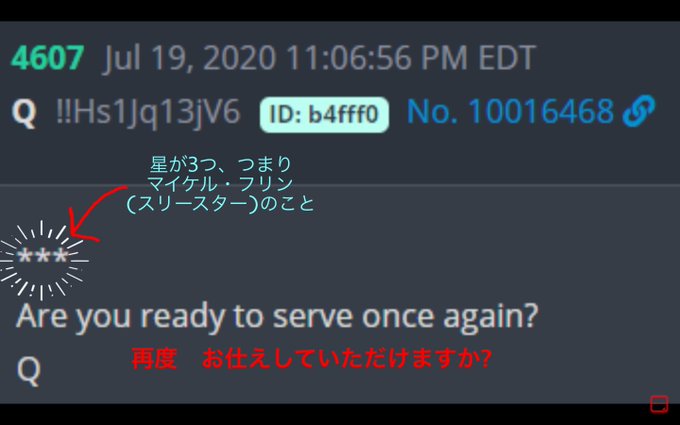 4607 Jul 19, 2020 11:06:56 PM EDT
Q !!Hs1Jq13jV6 ID: b4fff0 No. 10016468
星が3つ、つまり
マイケル・フリン
(スリースター)のこと
***
Are you ready to serve once again?
再度 お仕えしていただけますか?
Q